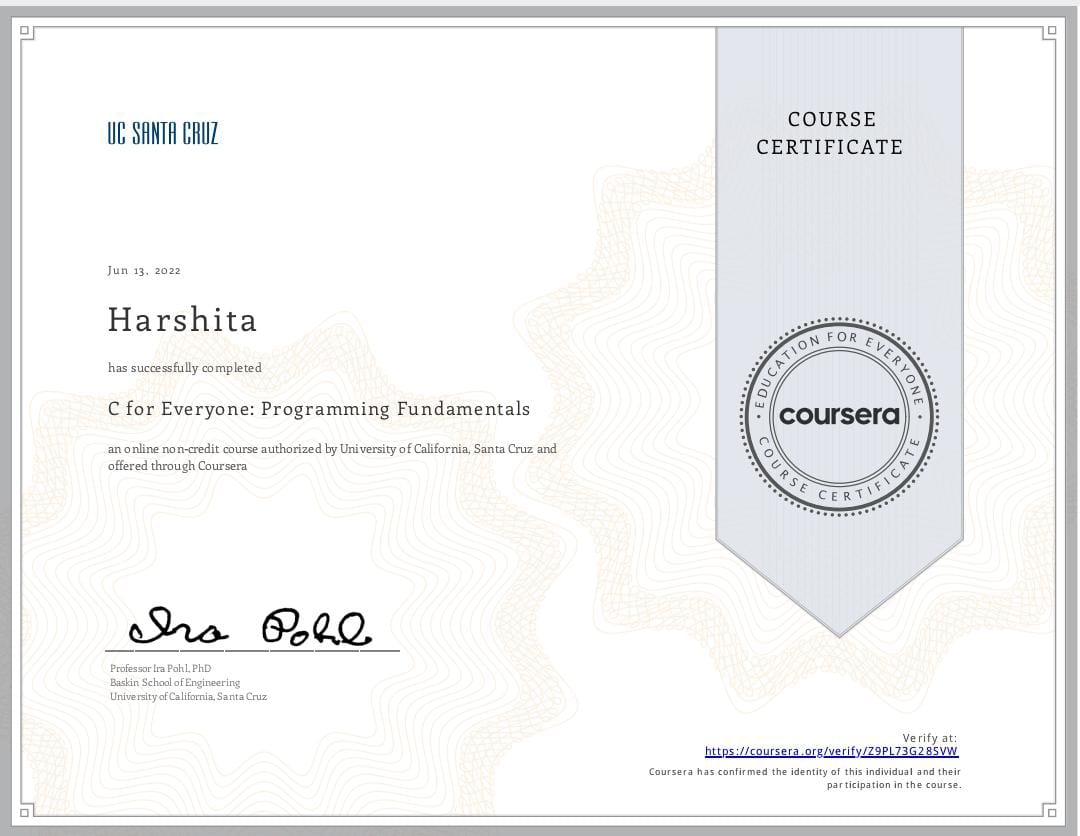 UC SANTA CRUZ
COURSE
CERTIFICATE
Jun 13, 2022
Harshita
has successfully completed
C for Everyone: Programming Fundamentals
an online non-credit course authorized by University of California, Santa Cruz and
offered through Coursera
EDUCATION FOR EVERYONE
coursera
COURSE CERTIFICATE
Ira Pohl
Professor Ira Pohl, PhD
Baskin School of Engineering
University of California, Santa Cruz
Verify at:
https://coursera.org/verify/Z9PL73G28SVW
Coursera has confirmed the identity of this individual and their
participation in the course.